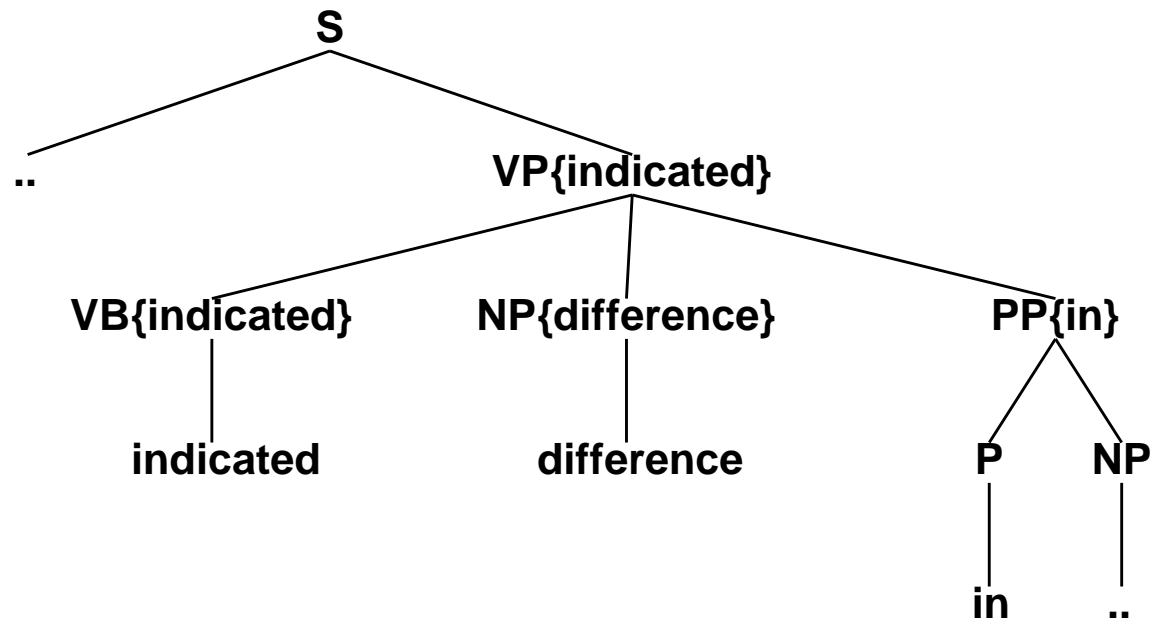 S
..
VP{indicated}
VB{indicated} NP{difference} PP{in}
indicated difference P NP
in ..